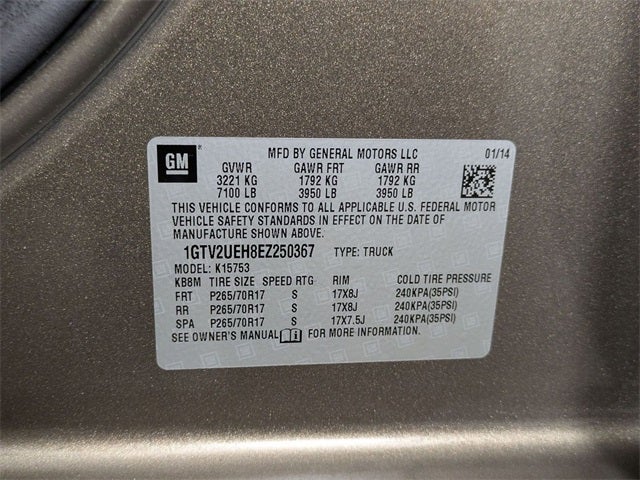 GM MFD BY GENERAL MOTORS LLC 01/14
GVWR GAWR FRT GAWR RR
3221 KG 1792 KG 1792 KG
7100 LB 3950 LB 3950 LB
THIS VEHICLE CONFORMS TO ALL APPLICABLE U.S. FEDERAL MOTOR
VEHICLE SAFETY STANDARDS IN EFFECT ON THE DATE OF
MANUFACTURE SHOWN ABOVE.
1GTV2UEH8EZ250367 TYPE: TRUCK
MODEL: K15753
KB8M TIRE SIZE SPEED RTG RIM COLD TIRE PRESSURE
FRT P265/70R17 S 17X8J 240KPA(35PSI)
RR P265/70R17 S 17X8J 240KPA(35PSI)
SPA P265/70R17 S 17X7.5J 240KPA(35PSI)
SEE OWNER'S MANUAL FOR MORE INFORMATION.